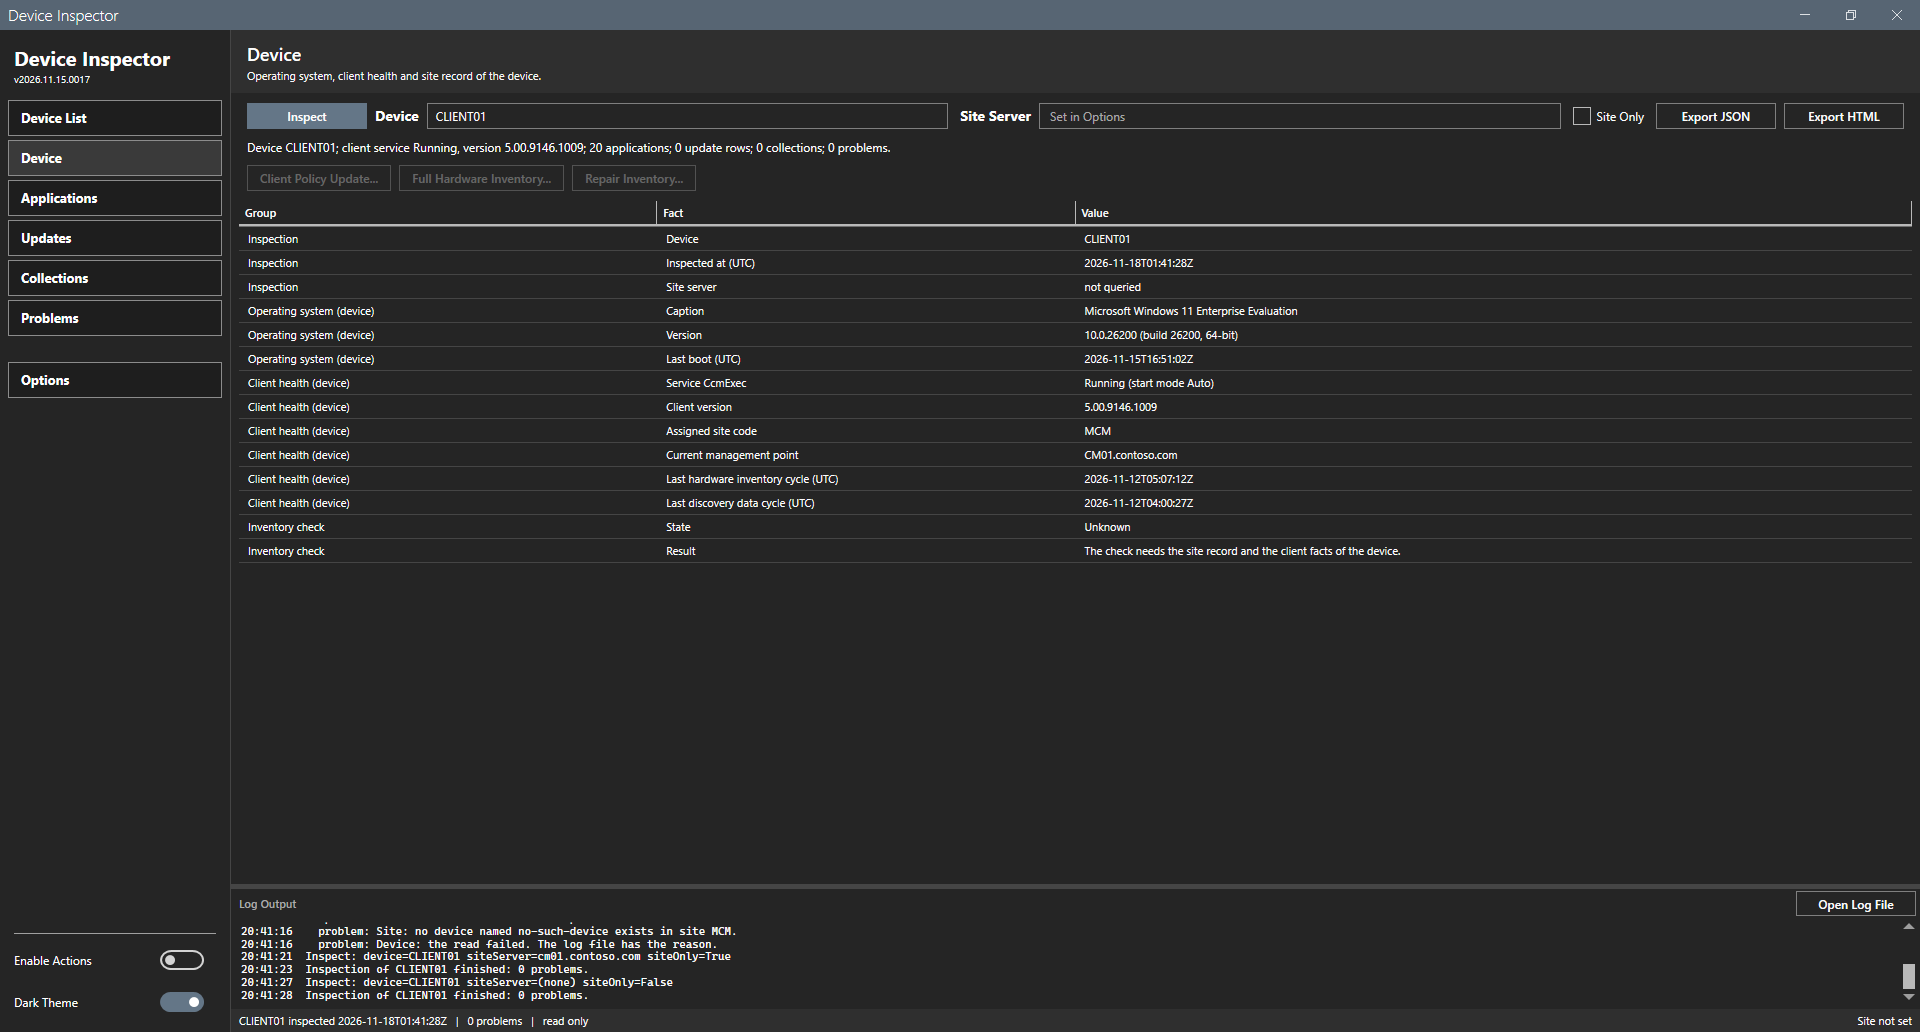 Device Inspector
Device Inspector
v2026.11.15.0017
Device List
Device
Applications
Updates
Collections
Problems
Options
Enable Actions
Dark Theme
Device
Operating system, client health and site record of the device.
Inspect Device CLIENT01 Site Server Set in Options Site Only Export JSON Export HTML
Device CLIENT01; client service Running, version 5.00.9146.1009; 20 applications; 0 update rows; 0 collections; 0 problems.
Client Policy Update... Full Hardware Inventory... Repair Inventory...
Group Fact Value
Inspection Device CLIENT01
Inspection Inspected at (UTC) 2026-11-18T01:41:28Z
Inspection Site server not queried
Operating system (device) Caption Microsoft Windows 11 Enterprise Evaluation
Operating system (device) Version 10.0.26200 (build 26200, 64-bit)
Operating system (device) Last boot (UTC) 2026-11-15T16:51:02Z
Client health (device) Service CcmExec Running (start mode Auto)
Client health (device) Client version 5.00.9146.1009
Client health (device) Assigned site code MCM
Client health (device) Current management point CM01.contoso.com
Client health (device) Last hardware inventory cycle (UTC) 2026-11-12T05:07:12Z
Client health (device) Last discovery data cycle (UTC) 2026-11-12T04:00:27Z
Inventory check State Unknown
Inventory check Result The check needs the site record and the client facts of the device.
Log Output Open Log File
20:41:16 problem: Site: no device named no-such-device exists in site MCM.
20:41:16 problem: Device: the read failed. The log file has the reason.
20:41:21 Inspect: device=CLIENT01 siteServer=cm01.contoso.com siteOnly=True
20:41:23 Inspection of CLIENT01 finished: 0 problems.
20:41:27 Inspect: device=CLIENT01 siteServer=(none) siteOnly=False
20:41:28 Inspection of CLIENT01 finished: 0 problems.
CLIENT01 inspected 2026-11-18T01:41:28Z | 0 problems | read only Site not set